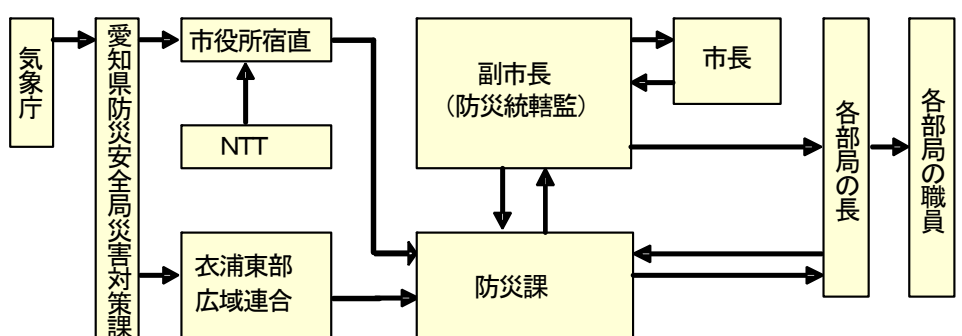 気象庁
愛知県防災安全局災害対策課
市役所宿直
NTT
衣浦東部
広域連合
副市長
（防災統轄監）
市長
防災課
各部局の長
各部局の職員